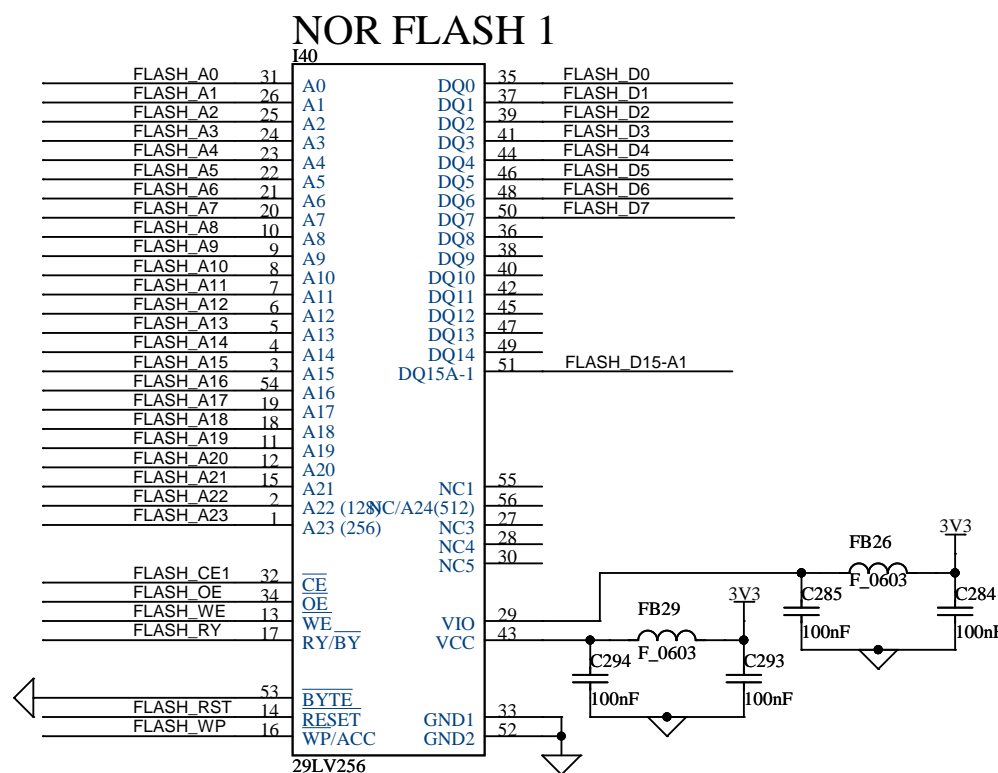 NOR FLASH 1
I40
FLASH_A0 31 A0 DQ0 35 FLASH_D0
FLASH_A1 26 A1 DQ1 37 FLASH_D1
FLASH_A2 25 A2 DQ2 39 FLASH_D2
FLASH_A3 24 A3 DQ3 41 FLASH_D3
FLASH_A4 23 A4 DQ4 44 FLASH_D4
FLASH_A5 22 A5 DQ5 46 FLASH_D5
FLASH_A6 21 A6 DQ6 48 FLASH_D6
FLASH_A7 20 A7 DQ7 50 FLASH_D7
FLASH_A8 10 A8 DQ8 36
FLASH_A9 9 A9 DQ9 38
FLASH_A10 8 A10 DQ10 40
FLASH_A11 7 A11 DQ11 42
FLASH_A12 6 A12 DQ12 45
FLASH_A13 5 A13 DQ13 47
FLASH_A14 4 A14 DQ14 49
FLASH_A15 3 A15 DQ15A-1 51 FLASH_D15-A1
FLASH_A16 54 A16
FLASH_A17 19 A17
FLASH_A18 18 A18
FLASH_A19 11 A19
FLASH_A20 12 A20
FLASH_A21 15 A21 NC1 55
FLASH_A22 2 A22 (128) NC/A24(512) 56
FLASH_A23 1 A23 (256) NC3 27
NC4 28
NC5 30
FLASH_CE1 32 CE
FLASH_OE 34 OE
FLASH_WE 13 WE VIO 29
FLASH_RY 17 RY/BY VCC 43
53 BYTE
FLASH_RST 14 RESET GND1 33
FLASH_WP 16 WP/ACC GND2 52
29LV256
3V3
FB26
F_0603
C285
100nF
C284
100nF
3V3
FB29
F_0603
C294
100nF
C293
100nF